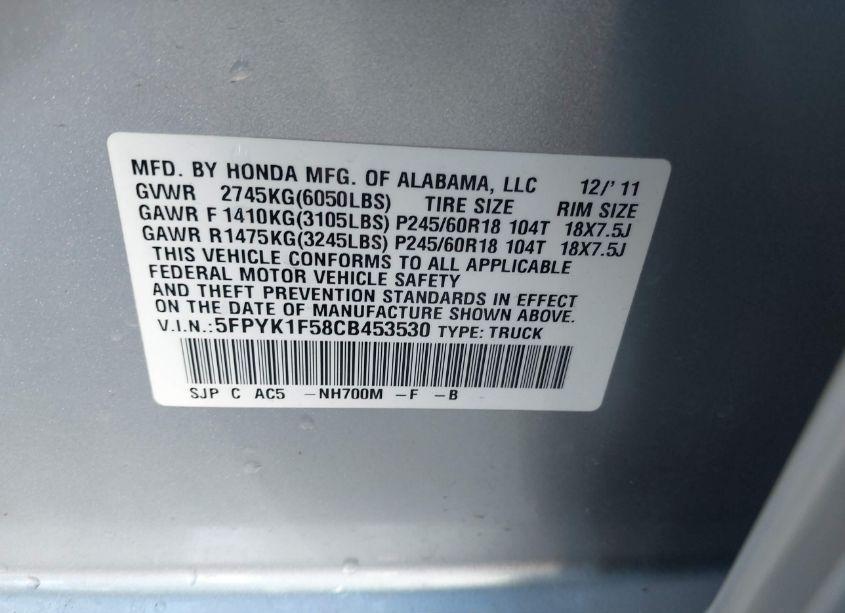 MFD. BY HONDA MFG. OF ALABAMA, LLC 12/'11
GVWR 2745KG(6050LBS) TIRE SIZE RIM SIZE
GAWR F1410KG(3105LBS) P245/60R18 104T 18X7.5J
GAWR R1475KG(3245LBS) P245/60R18 104T 18X7.5J
THIS VEHICLE CONFORMS TO ALL APPLICABLE
FEDERAL MOTOR VEHICLE SAFETY
AND THEFT PREVENTION STANDARDS IN EFFECT
ON THE DATE OF MANUFACTURE SHOWN ABOVE.
V.I.N.:5FPYK1F58CB453530 TYPE: TRUCK
SJP C AC5 -NH700M -F -B